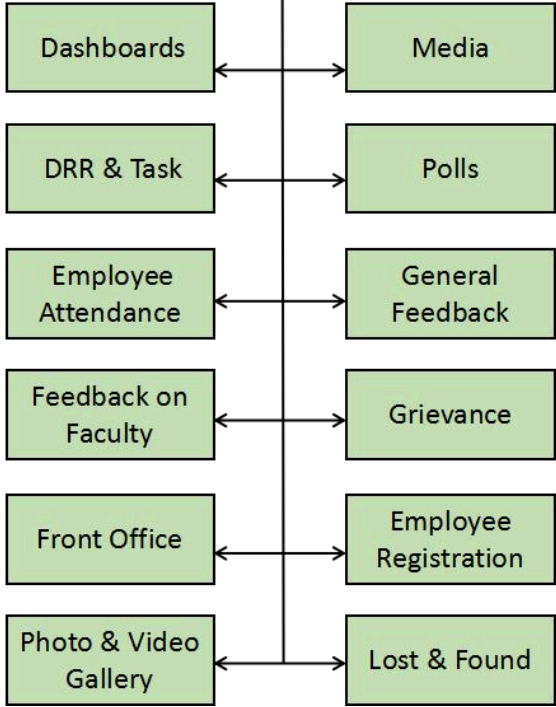 Dashboards
Media
DRR & Task
Polls
Employee
Attendance
General
Feedback
Feedback on
Faculty
Grievance
Front Office
Employee
Registration
Photo & Video
Gallery
Lost & Found